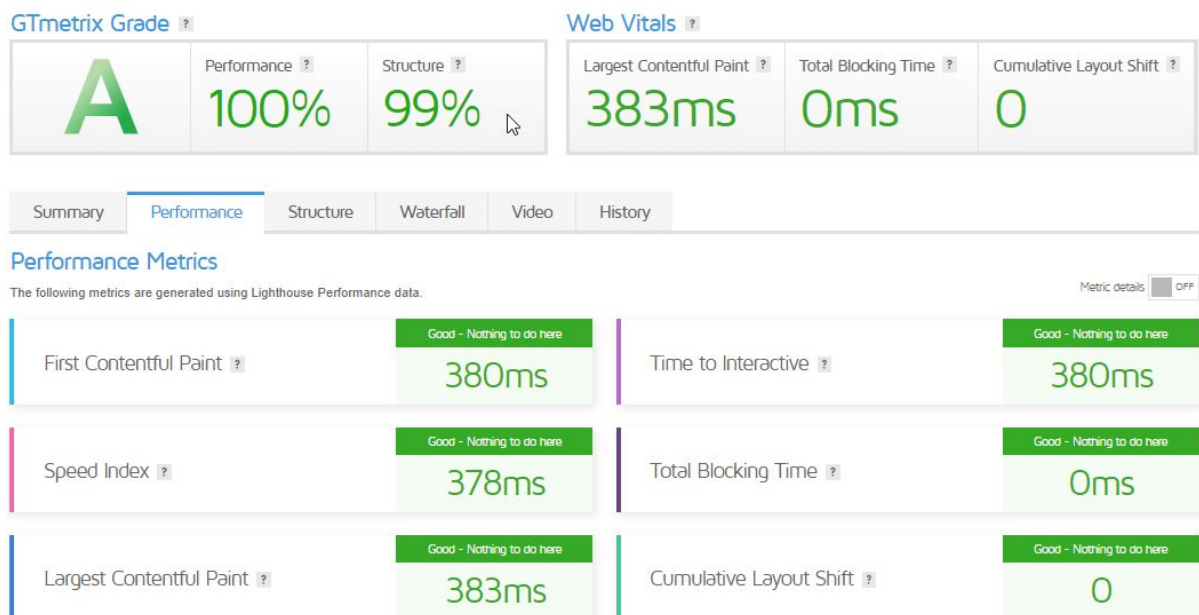 GTmetrix Grade ?
Web Vitals ?
A
Performance ?
100%
Structure ?
99%
Largest Contentful Paint ?
383ms
Total Blocking Time ?
0ms
Cumulative Layout Shift ?
0
Summary
Performance
Structure
Waterfall
Video
History
Performance Metrics
The following metrics are generated using Lighthouse Performance data.
Metric details OFF
First Contentful Paint ?
Good - Nothing to do here
380ms
Time to Interactive ?
Good - Nothing to do here
380ms
Speed Index ?
Good - Nothing to do here
378ms
Total Blocking Time ?
Good - Nothing to do here
0ms
Largest Contentful Paint ?
Good - Nothing to do here
383ms
Cumulative Layout Shift ?
Good - Nothing to do here
0